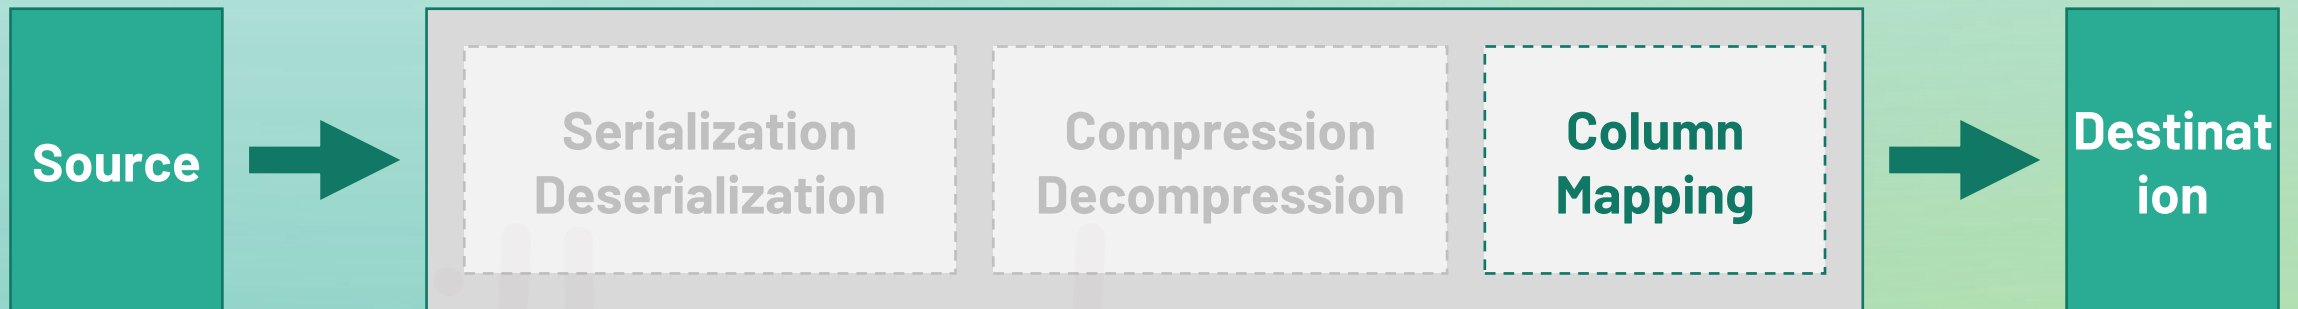 Source
Serialization
Deserialization
Compression
Decompression
Column
Mapping
Destinat
ion